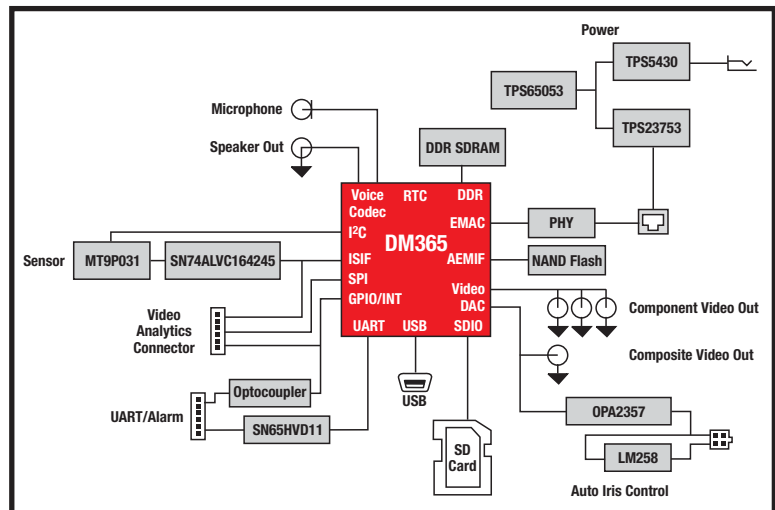 Power
TPS5430
TPS65053
TPS23753
Microphone
Speaker Out
DDR SDRAM
Voice
Codec
RTC
DDR
I²C
EMAC
DM365
PHY
Sensor
MT9P031
SN74ALVC164245
ISIF
AEMIF
NAND Flash
SPI
GPIO/INT
Video
DAC
Video
Analytics
Connector
UART
USB
SDIO
Component Video Out
Composite Video Out
USB
Optocoupler
UART/Alarm
SN65HVD11
OPA2357
SD
Card
LM258
Auto Iris Control